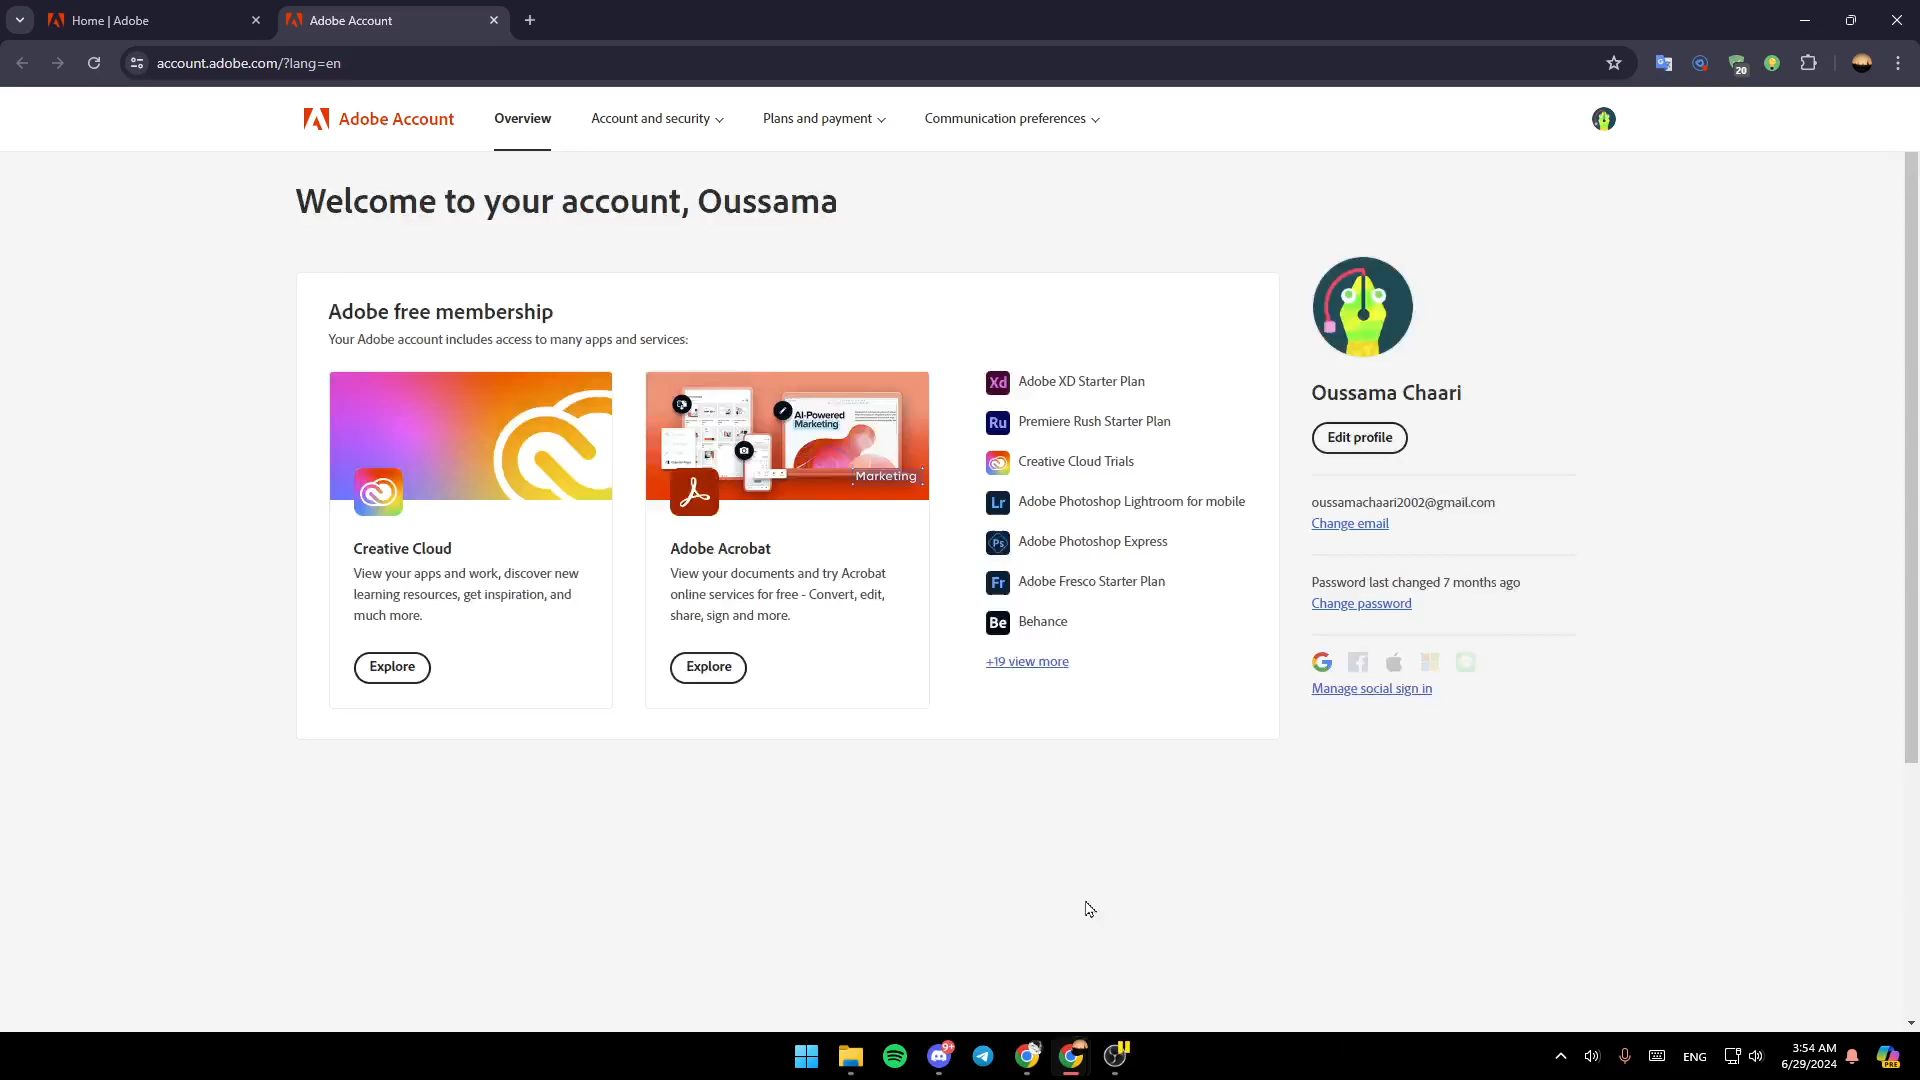 Home | Adobe
Adobe Account
account.adobe.com/?lang=en
20
Adobe Account
Overview
Account and security
Plans and payment
Communication preferences
Welcome to your account, Oussama
Adobe free membership
Your Adobe account includes access to many apps and services:
AI-Powered
Marketing
Marketing
Creative Cloud
View your apps and work, discover new
learning resources, get inspiration, and
much more.
Explore
Adobe Acrobat
View your documents and try Acrobat
online services for free - Convert, edit,
share, sign and more.
Explore
Xd Adobe XD Starter Plan
Ru Premiere Rush Starter Plan
Creative Cloud Trials
Lr Adobe Photoshop Lightroom for mobile
Ps Adobe Photoshop Express
Fr Adobe Fresco Starter Plan
Be Behance
+19 view more
Oussama Chaari
Edit profile
oussamachaari2002@gmail.com
Change email
Password last changed 7 months ago
Change password
Manage social sign in
9+
ENG
3:54 AM
6/29/2024
PRE